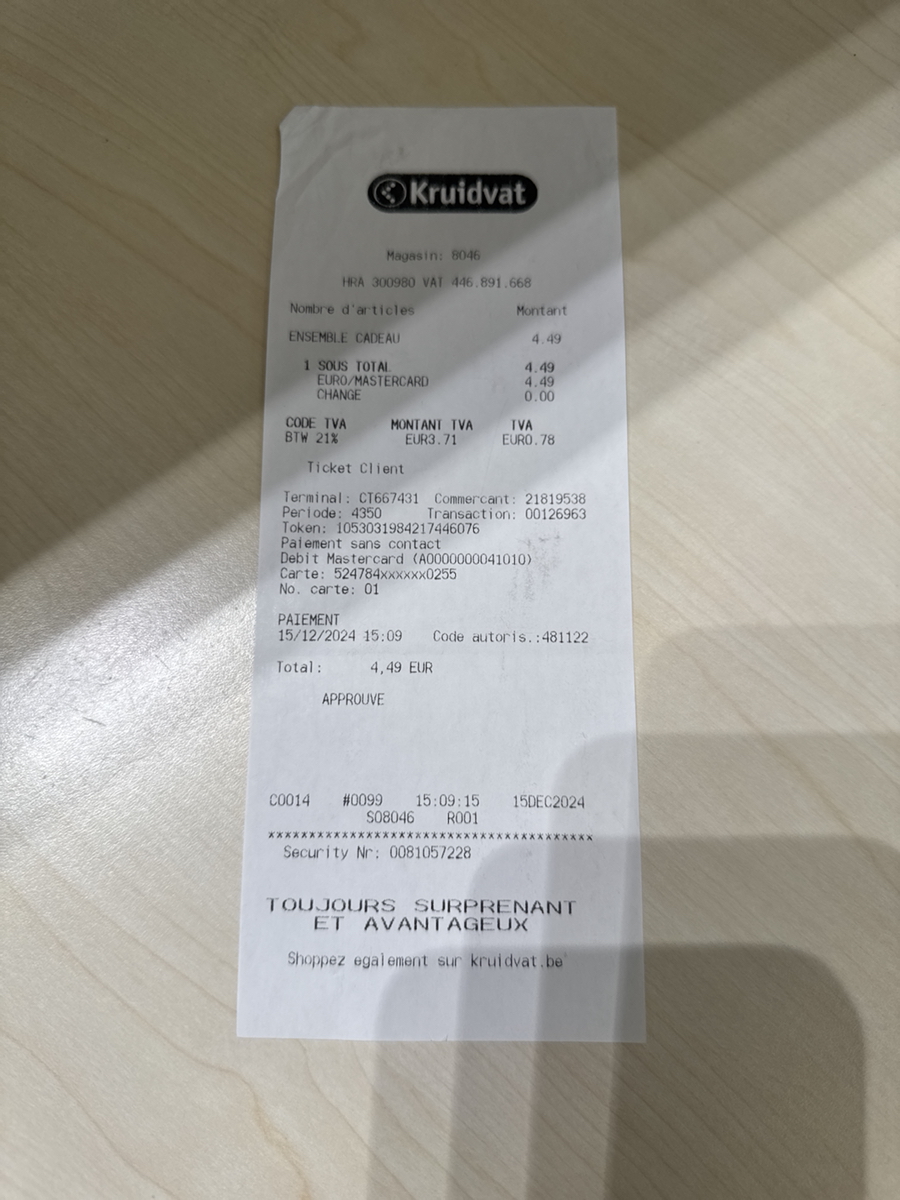 Kruidvat
Magasin: 8046
HRA 300980 VAT 446.891.668
Nombre d'articles Montant
ENSEMBLE CADEAU 4.49
1 SOUS TOTAL 4.49
EURO/MASTERCARD 4.49
CHANGE 0.00
CODE TVA MONTANT TVA TVA
BTW 21% EUR3.71 EUR0.78
Ticket Client
Terminal: CT667431 Commercant: 21819538
Periode: 4350 Transaction: 00126963
Token: 1053031984217446076
Paiement sans contact
Debit Mastercard (A0000000041010)
Carte: 524784xxxxxx0255
No. carte: 01
PAIEMENT
15/12/2024 15:09 Code autoris.:481122
Total: 4,49 EUR
APPROUVE
C0014 #0099 15:09:15 15DEC2024
S08046 R001
****************************************
Security Nr: 0081057228
TOUJOURS SURPRENANT
ET AVANTAGEUX
Shoppez egalement sur kruidvat.be